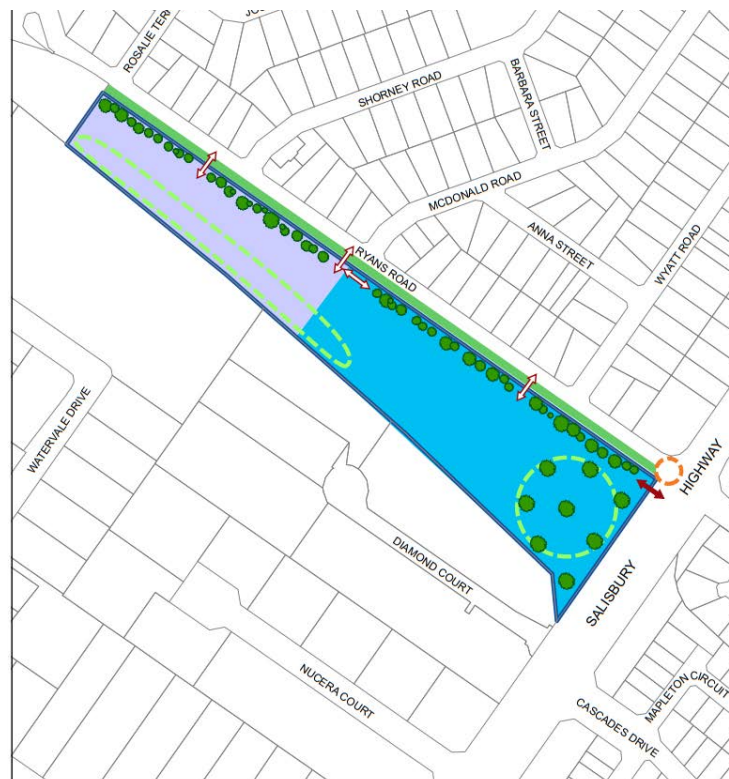 ROSALIE TERR
SHORNEY ROAD
BARBARA STREET
MCDONALD ROAD
ANNA STREET
WYATT ROAD
RYANS ROAD
WATERVALE DRIVE
HIGHWAY
SALISBURY
DIAMOND COURT
NUCERA COURT
CASCADES DRIVE
MAPLETON CIRCUIT